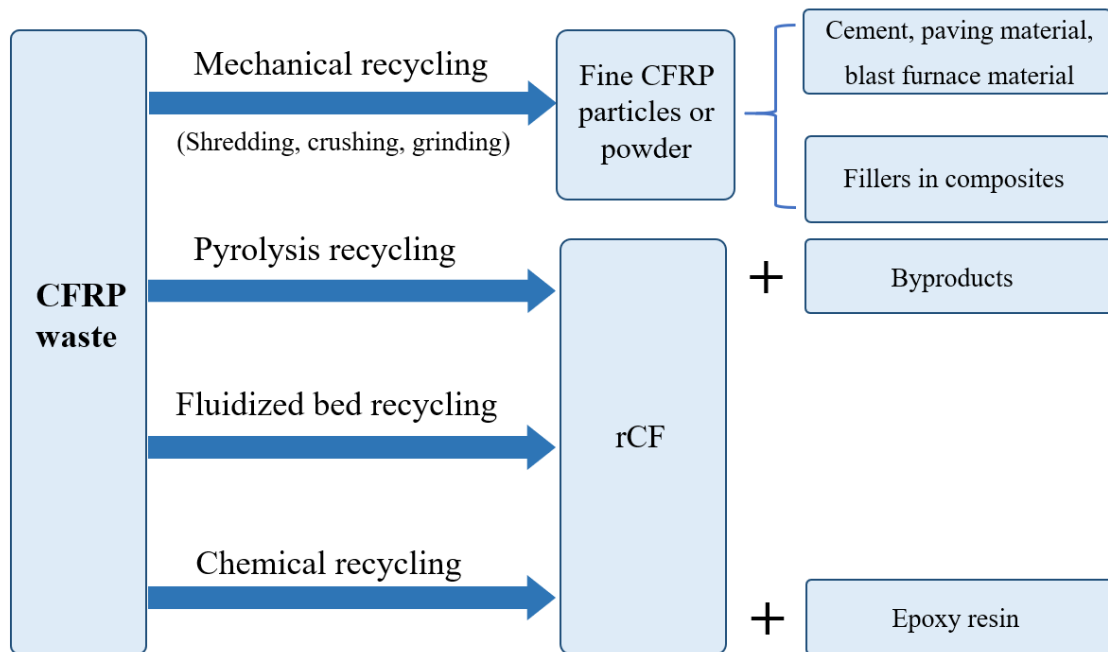 CFRP
waste
Mechanical recycling
(Shredding, crushing, grinding)
Pyrolysis recycling
Fluidized bed recycling
Chemical recycling
Fine CFRP
particles or
powder
rCF
Cement, paving material,
blast furnace material
Fillers in composites
+
Byproducts
+
Epoxy resin